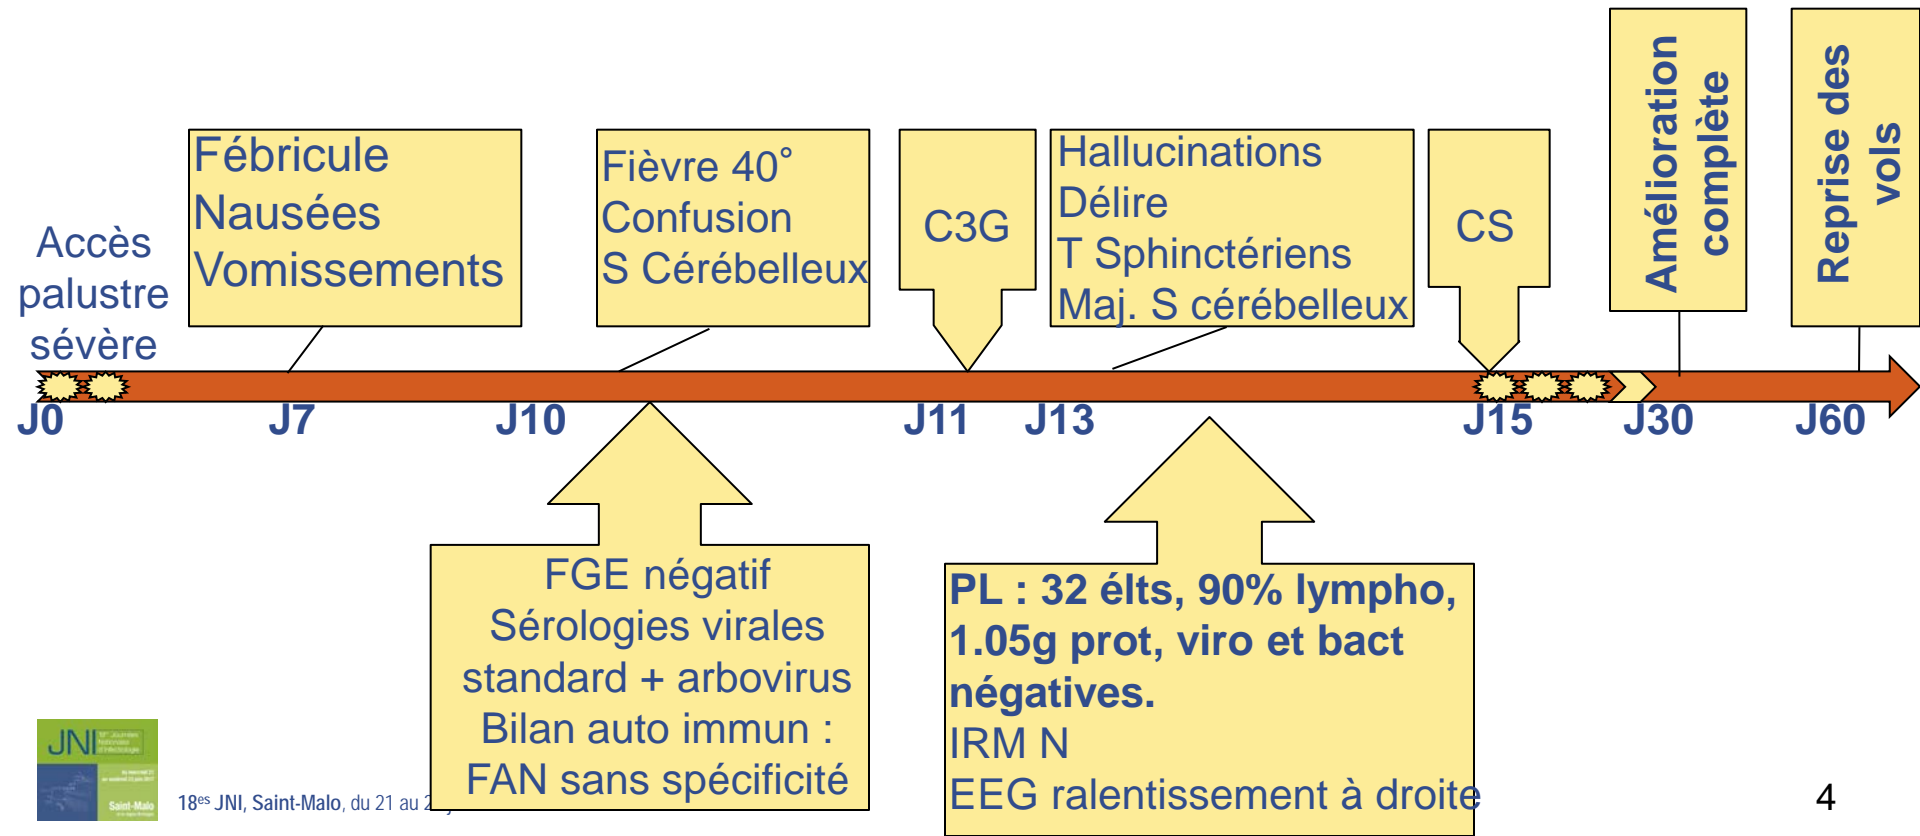 Accès
palustre
sévère
Fébricule
Nausées
Vomissements
Fièvre 40°
Confusion
S Cérébelleux
C3G
Hallucinations
Délire
T Sphinctériens
Maj. S cérébelleux
CS
Amélioration
complète
Reprise des
vols
J0
J7
J10
J11
J13
J15
J30
J60
FGE négatif
Sérologies virales
standard + arbovirus
Bilan auto immun :
FAN sans spécificité
PL : 32 élts, 90% lympho,
1.05g prot, viro et bact
négatives.
IRM N
EEG ralentissement à droite
JNI
Saint-Malo
18es JNI, Saint-Malo, du 21 au
4